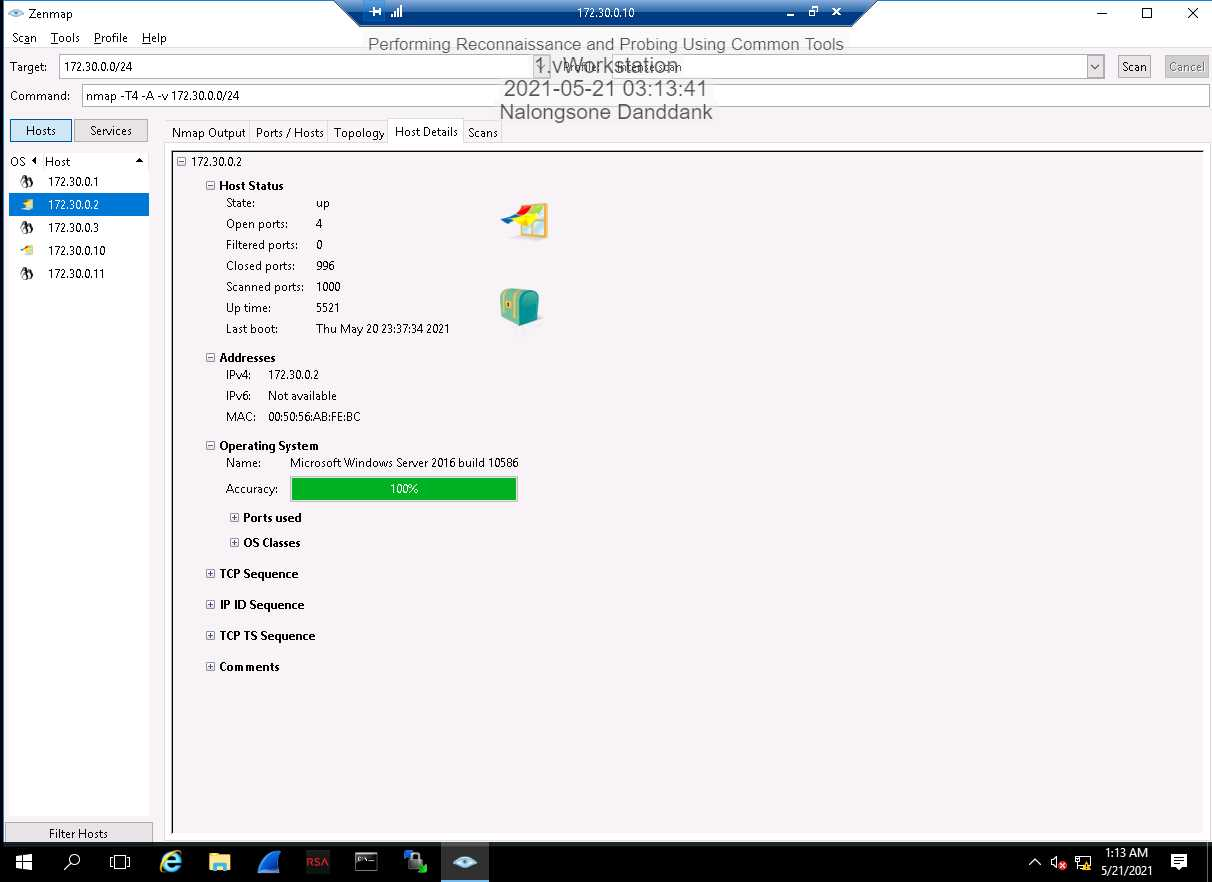 Zenmap
172.30.0.10
Scan Tools Profile Help
Performing Reconnaissance and Probing Using Common Tools
Target: 172.30.0.0/24 Profile: Intense scan Scan Cancel
1.vWorkstation
Command: nmap -T4 -A -v 172.30.0.0/24
2021-05-21 03:13:41
Nalongsone Danddank
Hosts Services
Nmap Output Ports / Hosts Topology Host Details Scans
OS Host
172.30.0.1
172.30.0.2
172.30.0.3
172.30.0.10
172.30.0.11
Filter Hosts
172.30.0.2
Host Status
State: up
Open ports: 4
Filtered ports: 0
Closed ports: 996
Scanned ports: 1000
Up time: 5521
Last boot: Thu May 20 23:37:34 2021
Addresses
IPv4: 172.30.0.2
IPv6: Not available
MAC: 00:50:56:AB:FE:BC
Operating System
Name: Microsoft Windows Server 2016 build 10586
Accuracy: 100%
Ports used
OS Classes
TCP Sequence
IP ID Sequence
TCP TS Sequence
Comments
RSA
1:13 AM
5/21/2021